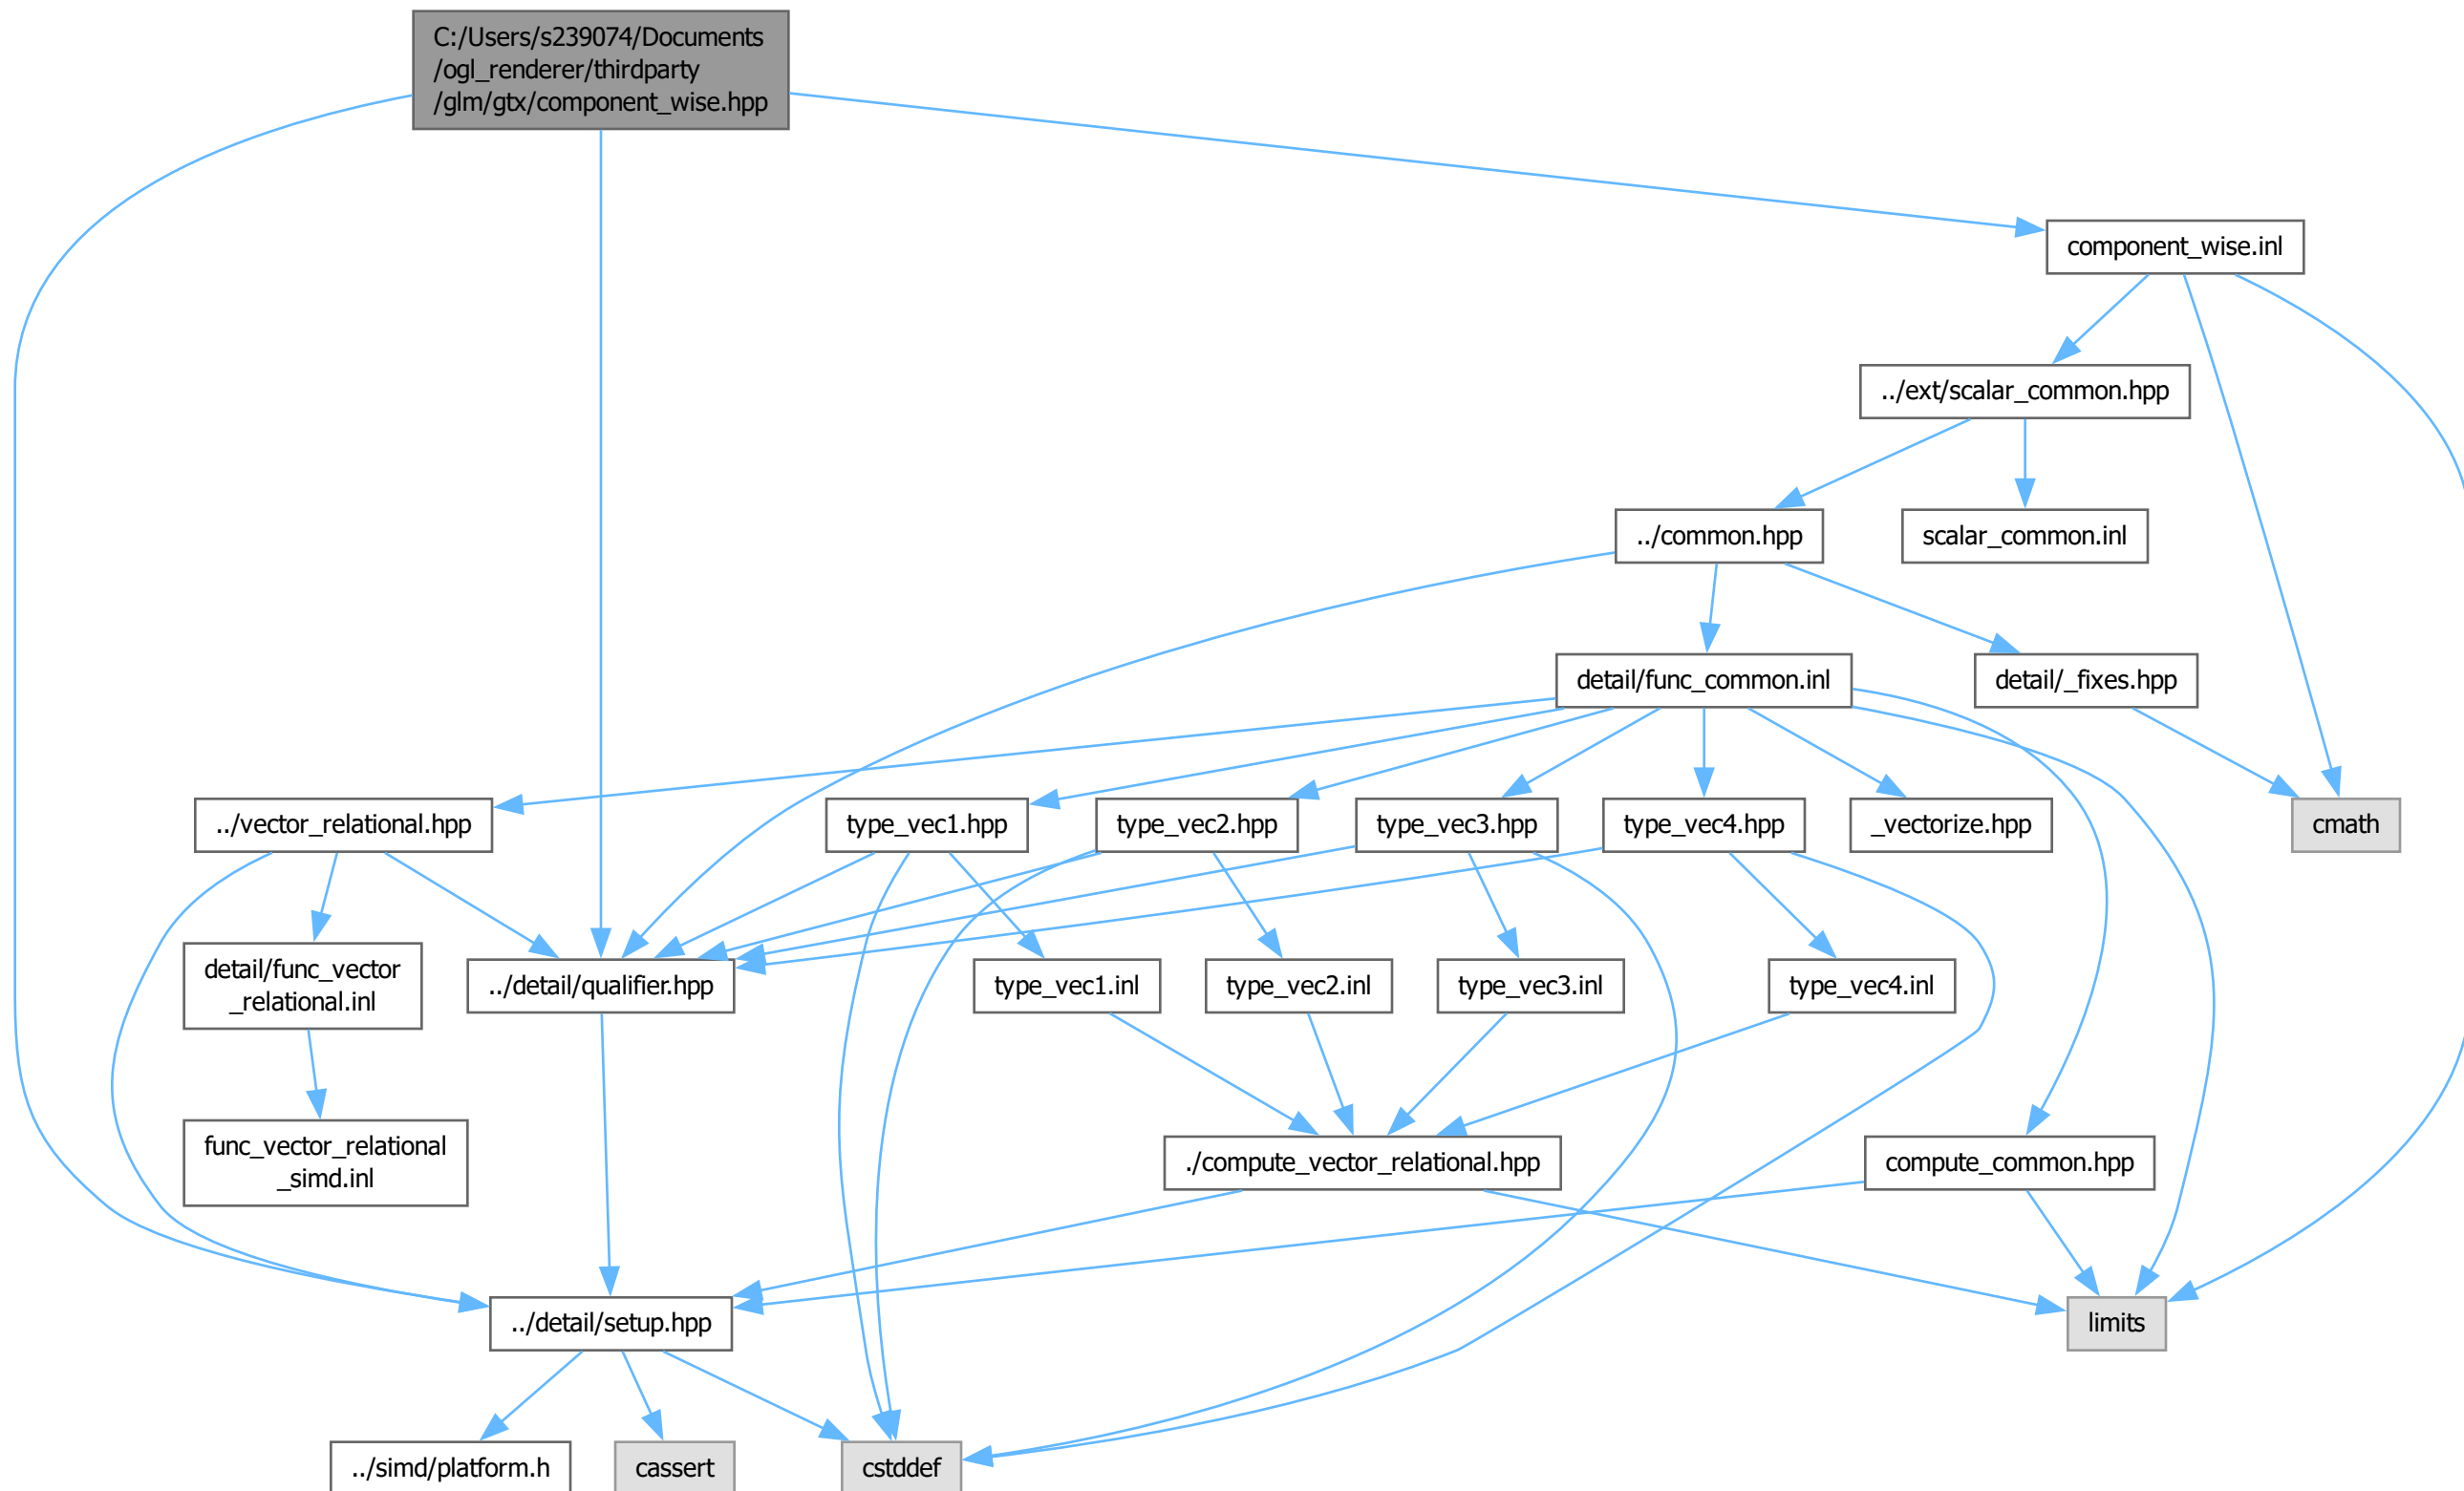 C:/Users/s239074/Documents
/ogl_renderer/thirdparty
/glm/gtx/component_wise.hpp
component_wise.inl
../ext/scalar_common.hpp
../common.hpp
scalar_common.inl
detail/func_common.inl
detail/_fixes.hpp
../vector_relational.hpp
type_vec1.hpp
type_vec2.hpp
type_vec3.hpp
type_vec4.hpp
_vectorize.hpp
cmath
detail/func_vector
_relational.inl
../detail/qualifier.hpp
type_vec1.inl
type_vec2.inl
type_vec3.inl
type_vec4.inl
func_vector_relational
_simd.inl
./compute_vector_relational.hpp
compute_common.hpp
../detail/setup.hpp
limits
../simd/platform.h
cassert
cstddef